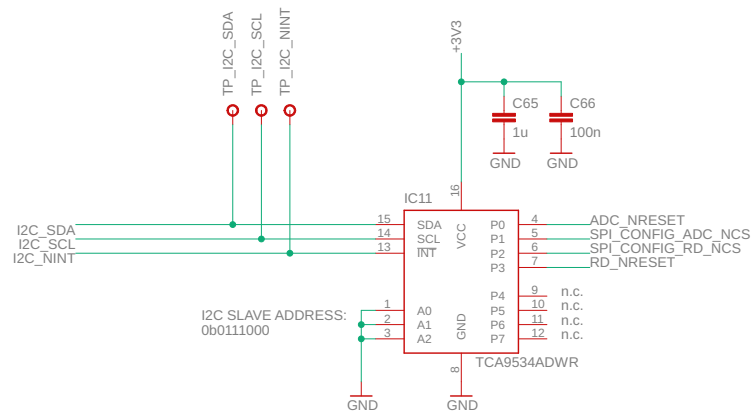 TP_I2C_SDA
TP_I2C_SCL
TP_I2C_NINT
+3V3
C65
1u
GND
C66
100n
GND
IC11
16
I2C_SDA
I2C_SCL
I2C_NINT
15
14
13
SDA
SCL
INT
VCC
P0
P1
P2
P3
4
5
6
7
ADC_NRESET
SPI_CONFIG_ADC_NCS
SPI_CONFIG_RD_NCS
RD_NRESET
I2C SLAVE ADDRESS:
0b0111000
1
2
3
A0
A1
A2
GND
P4
P5
P6
P7
9
10
11
12
n.c.
n.c.
n.c.
n.c.
TCA9534ADWR
8
GND
GND